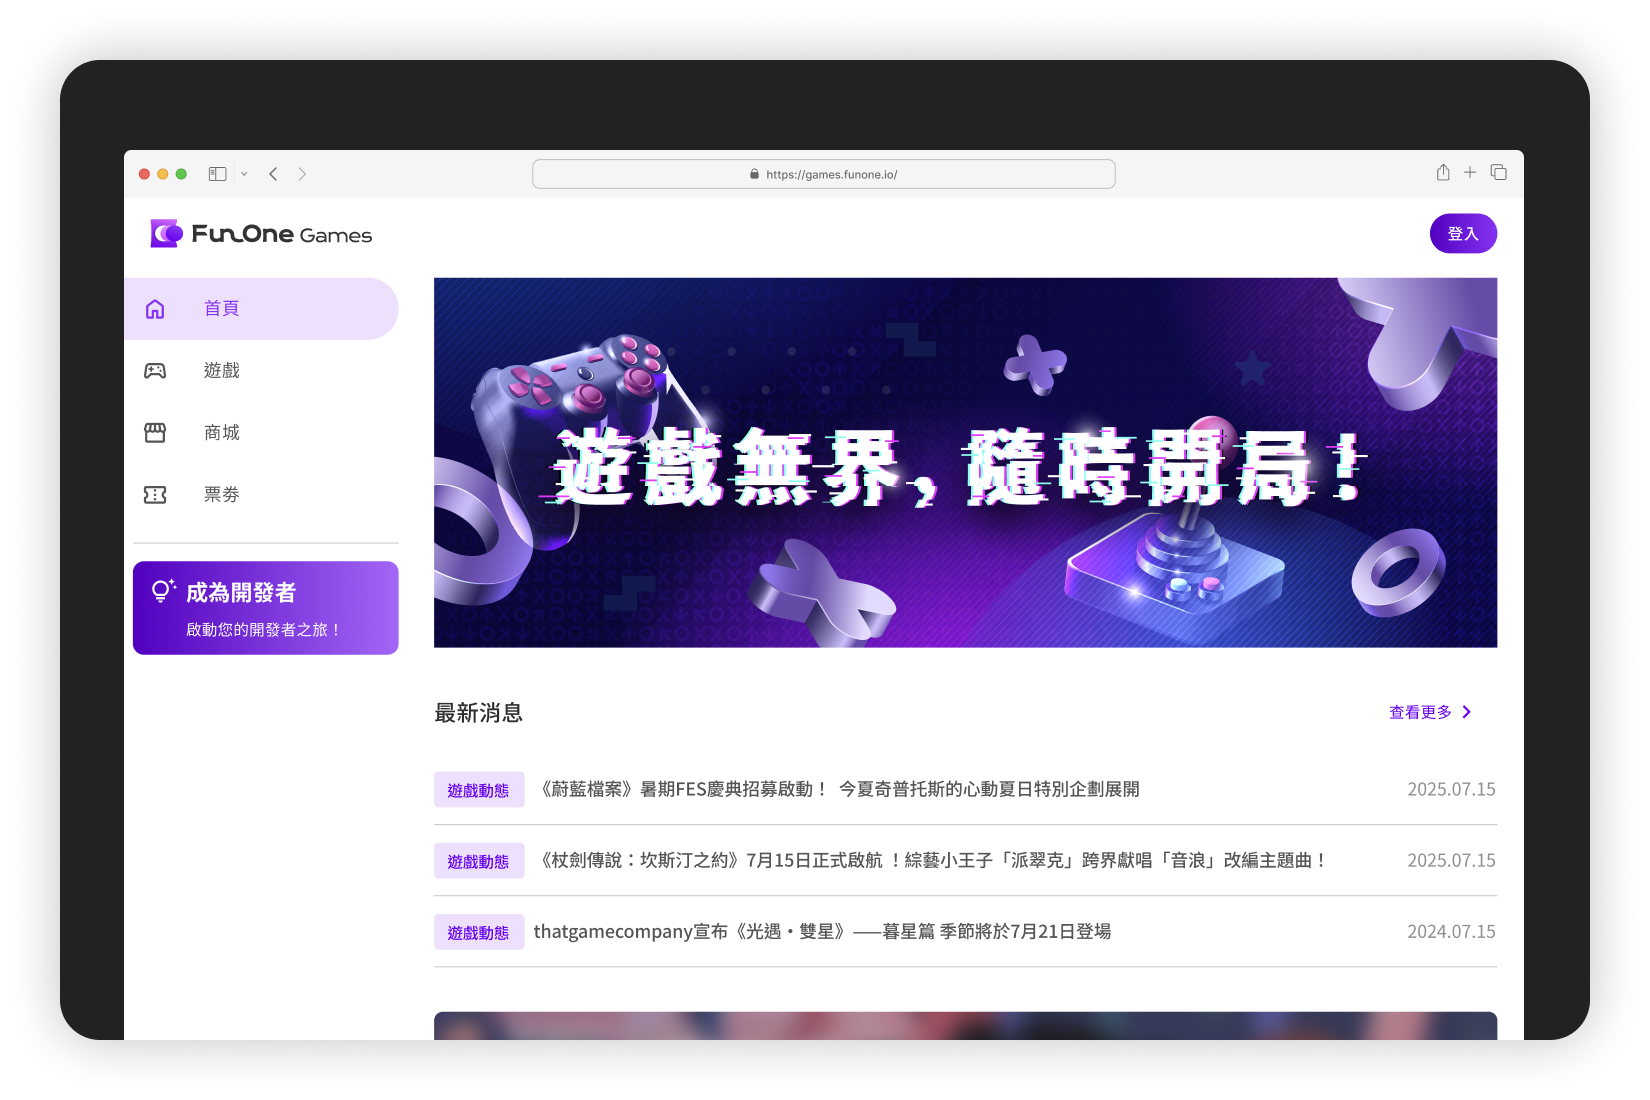 https://games.funone.io/
FunOne Games
登入
首頁
遊戲
商城
票券
成為開發者
啟動您的開發者之旅！
遊戲無界，隨時開局！
最新消息
查看更多
遊戲動態 《蔚藍檔案》暑期FES慶典招募啟動！ 今夏奇普托斯的心動夏日特別企劃展開 2025.07.15
遊戲動態 《杖劍傳說：坎斯汀之約》7月15日正式啟航 ！綜藝小王子「派翠克」跨界獻唱「音浪」改編主題曲！ 2025.07.15
遊戲動態 thatgamecompany宣布《光遇・雙星》——暮星篇 季節將於7月21日登場 2024.07.15